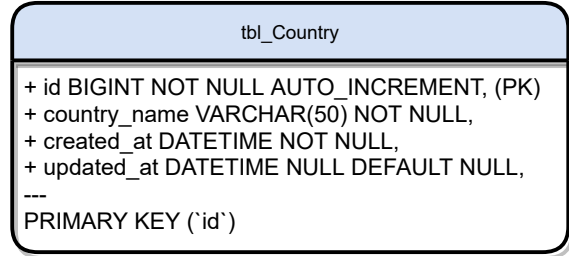 tbl_Country
+ id BIGINT NOT NULL AUTO_INCREMENT, (PK)
+ country_name VARCHAR(50) NOT NULL,
+ created_at DATETIME NOT NULL,
+ updated_at DATETIME NULL DEFAULT NULL,
---
PRIMARY KEY (`id`)